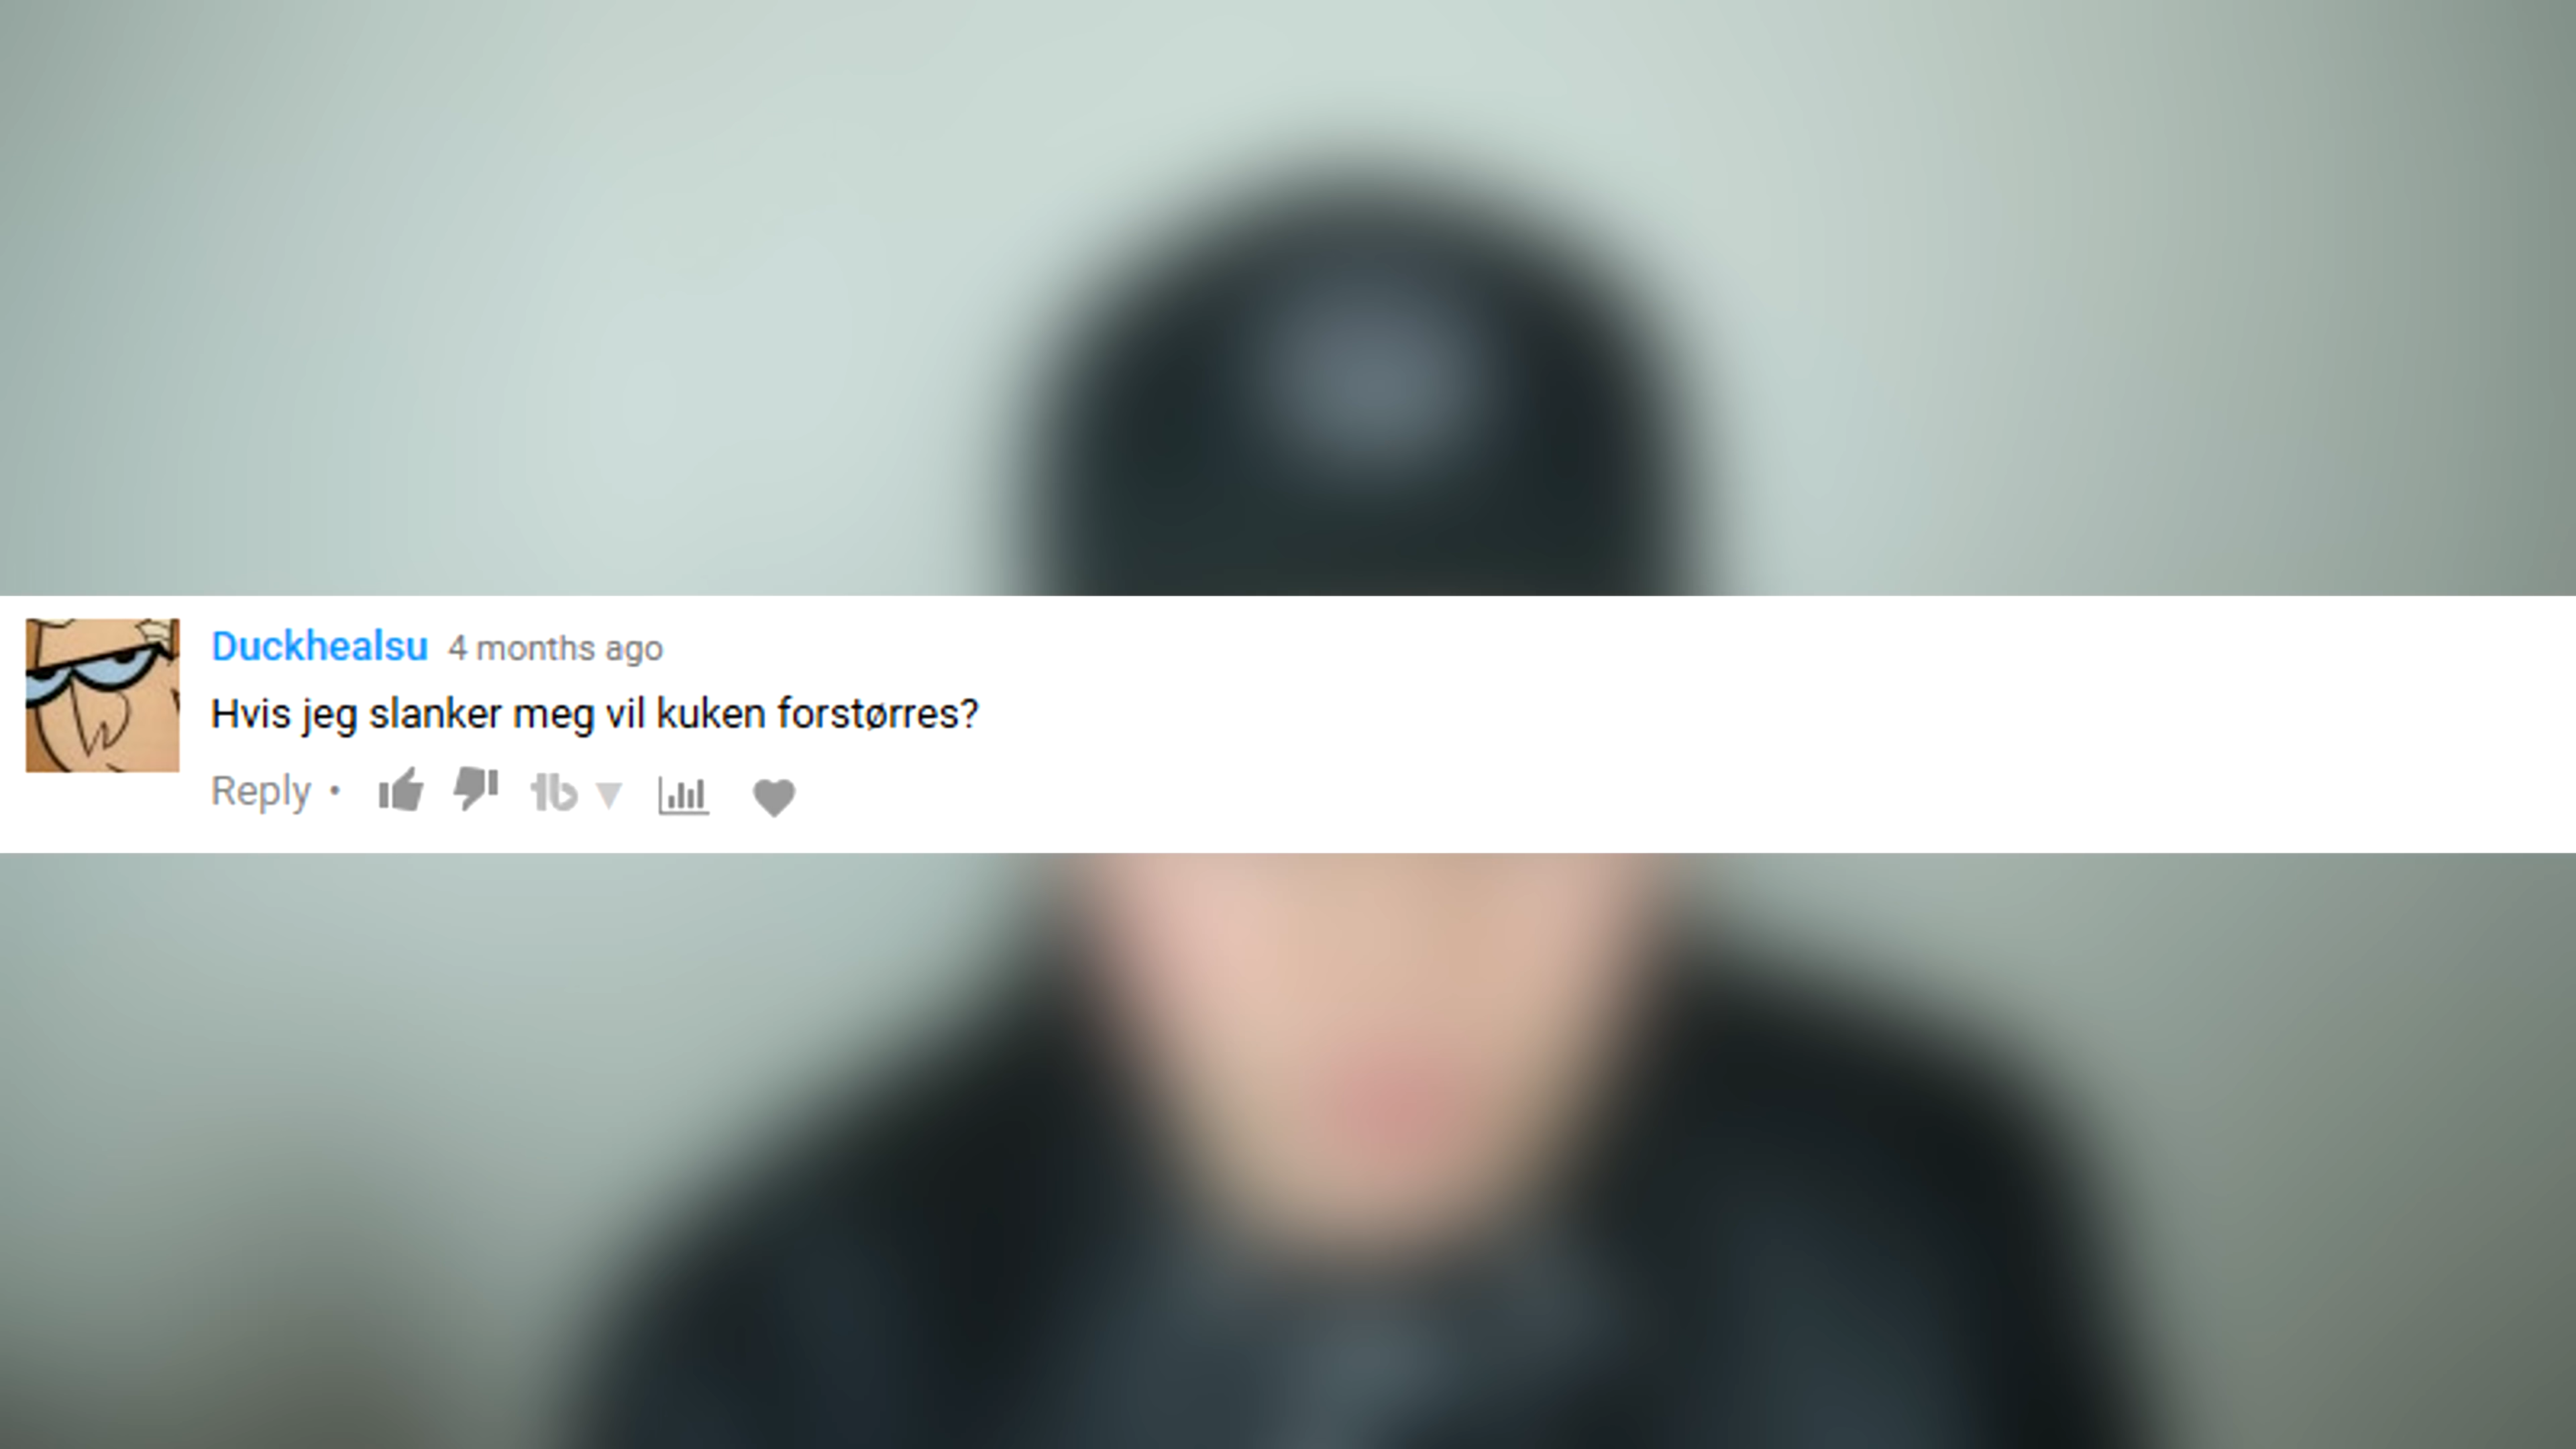 Duckhealsu 4 months ago
Hvis jeg slanker meg vil kuken forstørres?
Reply •